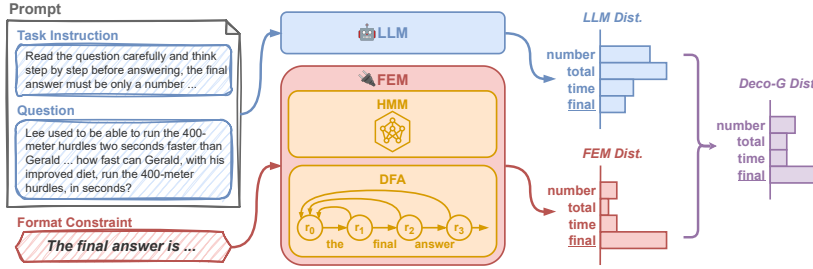 Prompt
Task Instruction
Read the question carefully and think
step by step before answering, the final
answer must be only a number ...
Question
Lee used to be able to run the 400-
meter hurdles two seconds faster than
Gerald ... how fast can Gerald, with his
improved diet, run the 400-meter
hurdles, in seconds?
Format Constraint
The final answer is ...
LLM
FEM
HMM
DFA
r0 r1 r2 r3
the final answer
LLM Dist.
number
total
time
final
FEM Dist.
number
total
time
final
Deco-G Dist
number
total
time
final